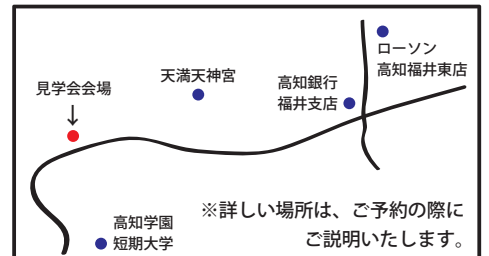 ローソン
高知福井東店
天満天神宮
高知銀行
福井支店
見学会会場
↓
高知学園
短期大学
※詳しい場所は、ご予約の際に
ご説明いたします。